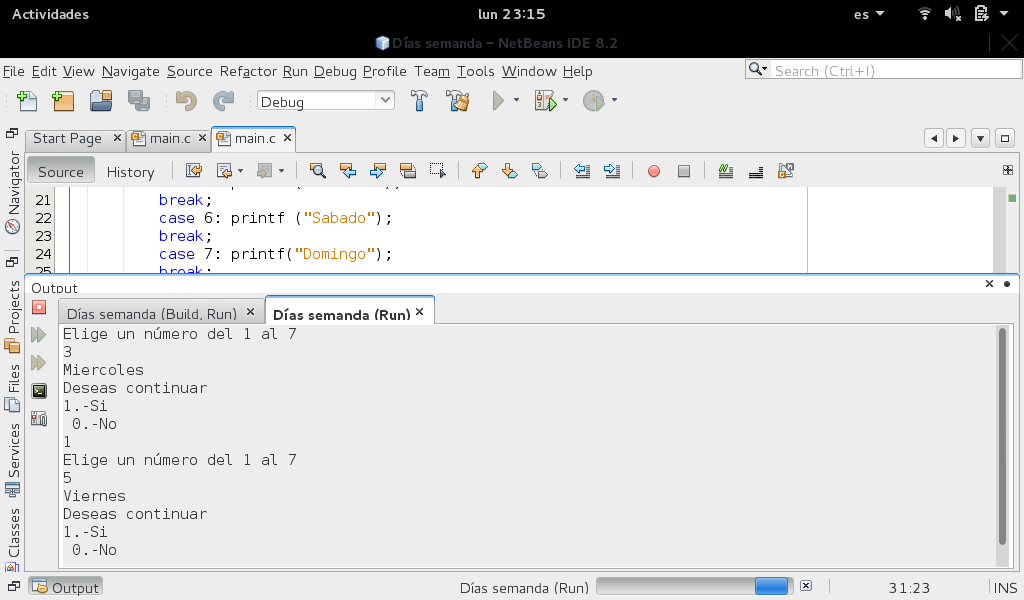 Actividades
lun 23:15
es
Días semanda – NetBeans IDE 8.2
File Edit View Navigate Source Refactor Run Debug Profile Team Tools Window Help
Search (Ctrl+I)
Debug
Start Page
main.c
main.c
Source
History
21 break;
22 case 6: printf ("Sabado");
23 break;
24 case 7: printf("Domingo");
25 break;
Navigator
Projects
Files
Services
Classes
Output
Días semanda (Build, Run)
Días semanda (Run)
Elige un número del 1 al 7
3
Miercoles
Deseas continuar
1.-Si
0.-No
1
Elige un número del 1 al 7
5
Viernes
Deseas continuar
1.-Si
0.-No
Output
Días semanda (Run)
31:23
INS